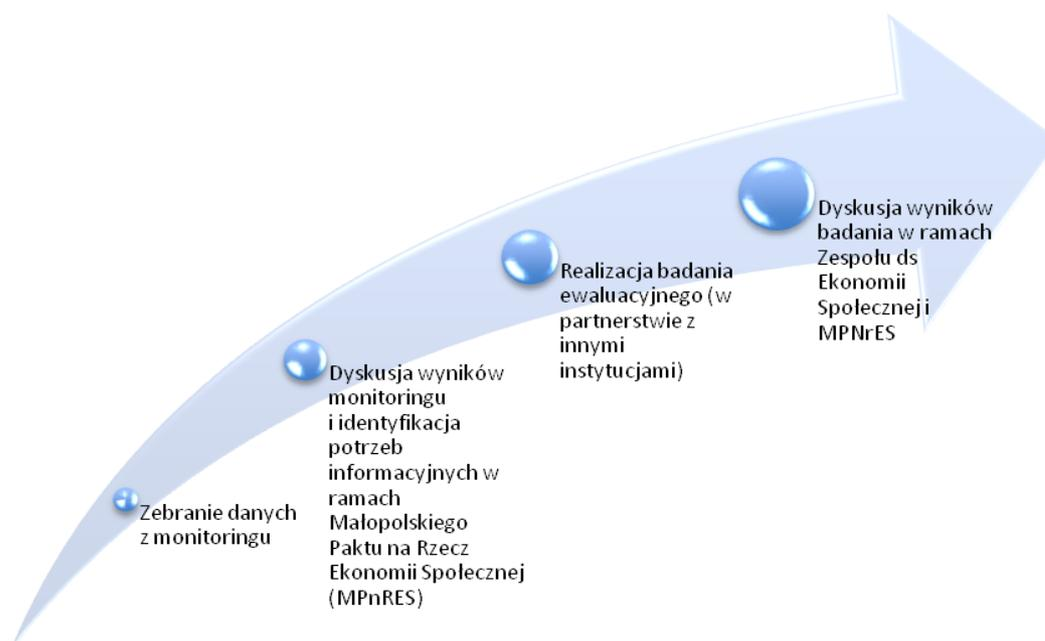 Zebranie danych
z monitoringu
Dyskusja wyników
monitoringu
i identyfikacja
potrzeb
informacyjnych w
ramach
Małopolskiego
Paktu na Rzecz
Ekonomii Społecznej
(MPnRES)
Realizacja badania
ewaluacyjnego (w
partnerstwie z
innymi
instytucjami)
Dyskusja wyników
badania w ramach
Zespołu ds
Ekonomii
Społecznej i
MPNrES